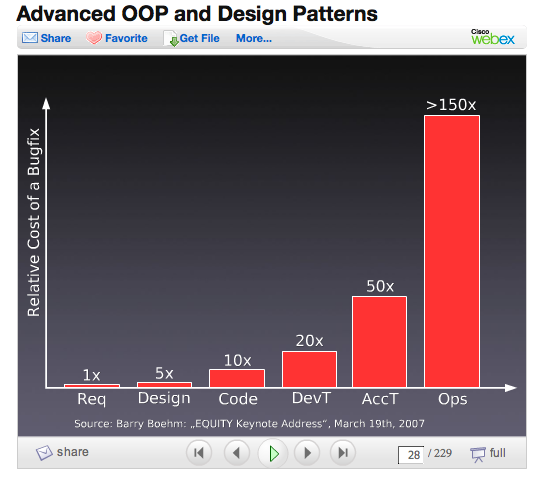 Advanced OOP and Design Patterns
Share Favorite Get File More... Cisco webex
Relative Cost of a Bugfix
>150x
50x
20x
10x
5x
1x
Req Design Code DevT AccT Ops
Source: Barry Boehm: „EQUITY Keynote Address“, March 19th, 2007
share 28 / 229 full